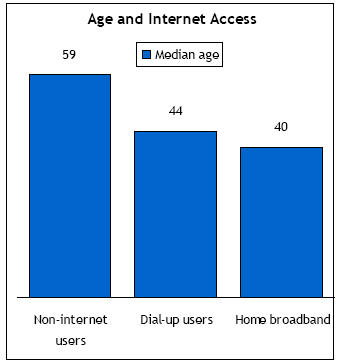 Age and Internet Access
Median age
59
44
40
Non-internet
users
Dial-up users
Home broadband